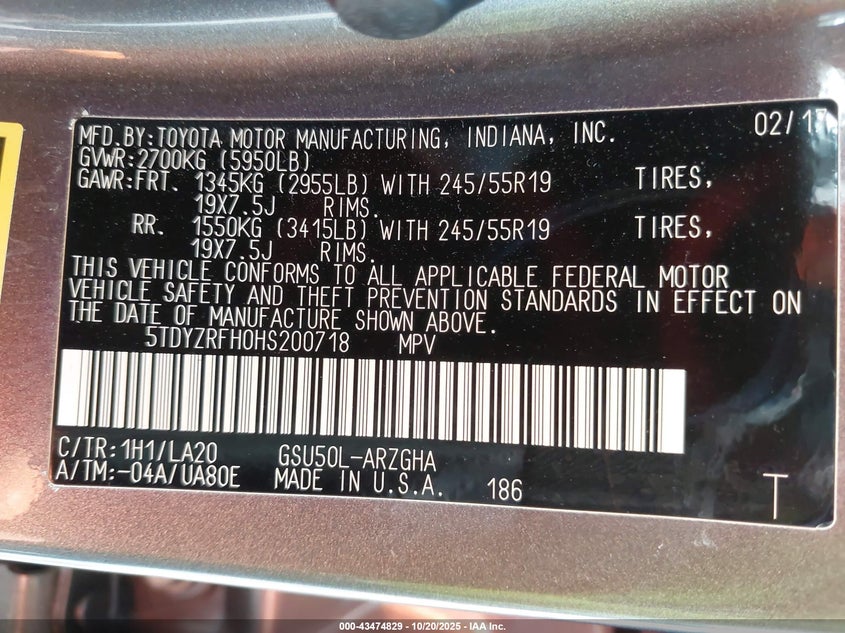 MFD.BY:TOYOTA MOTOR MANUFACTURING, INDIANA, INC. 02/17
GVWR:2700KG (5950LB)
GAWR:FRT. 1345KG (2955LB) WITH 245/55R19 TIRES,
19X7.5J RIMS.
RR. 1550KG (3415LB) WITH 245/55R19 TIRES,
19X7.5J RIMS.
THIS VEHICLE CONFORMS TO ALL APPLICABLE FEDERAL MOTOR
VEHICLE SAFETY AND THEFT PREVENTION STANDARDS IN EFFECT ON
THE DATE OF MANUFACTURE SHOWN ABOVE.
5TDYZRFH0HS200718 MPV
C/TR:1H1/LA20 GSU50L-ARZGHA
A/TM:-04A/UA80E MADE IN U.S.A. 186 T
000-43474829 - 10/20/2025 - IAA Inc.